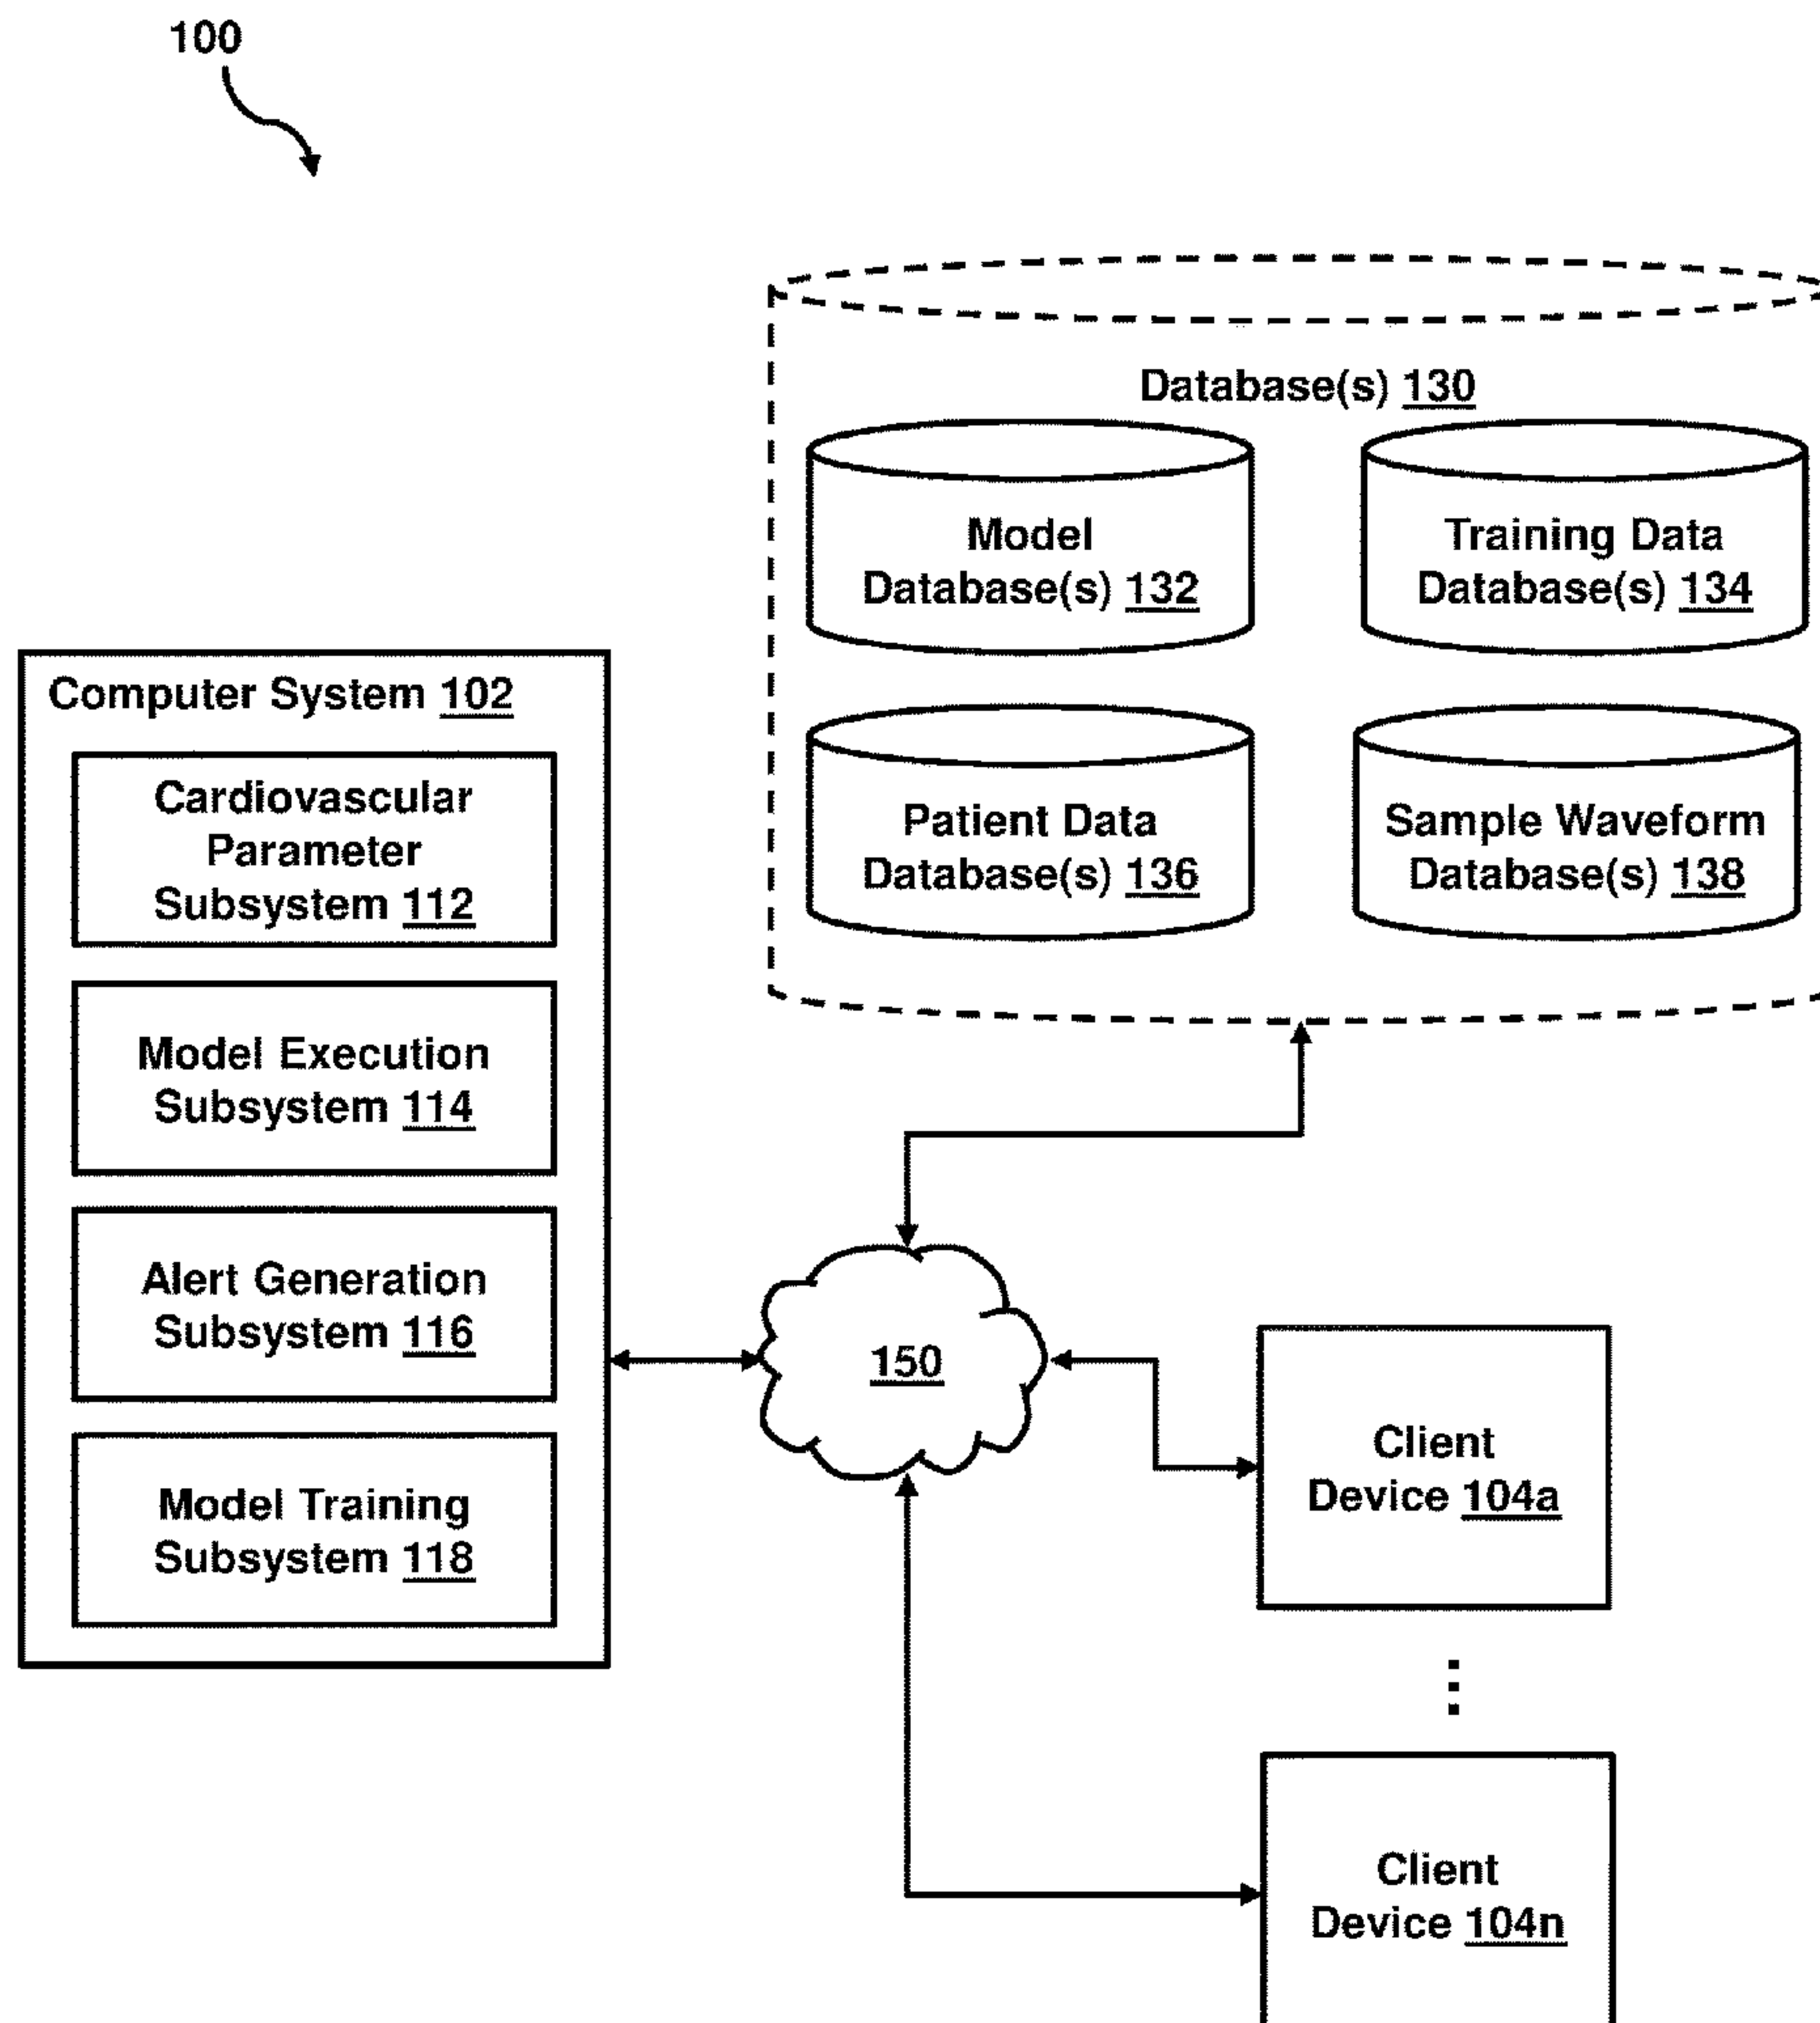 100
Database(s) 130
Model
Database(s) 132
Training Data
Database(s) 134
Patient Data
Database(s) 136
Sample Waveform
Database(s) 138
Computer System 102
Cardiovascular
Parameter
Subsystem 112
Model Execution
Subsystem 114
Alert Generation
Subsystem 116
Model Training
Subsystem 118
150
Client
Device 104a
Client
Device 104n